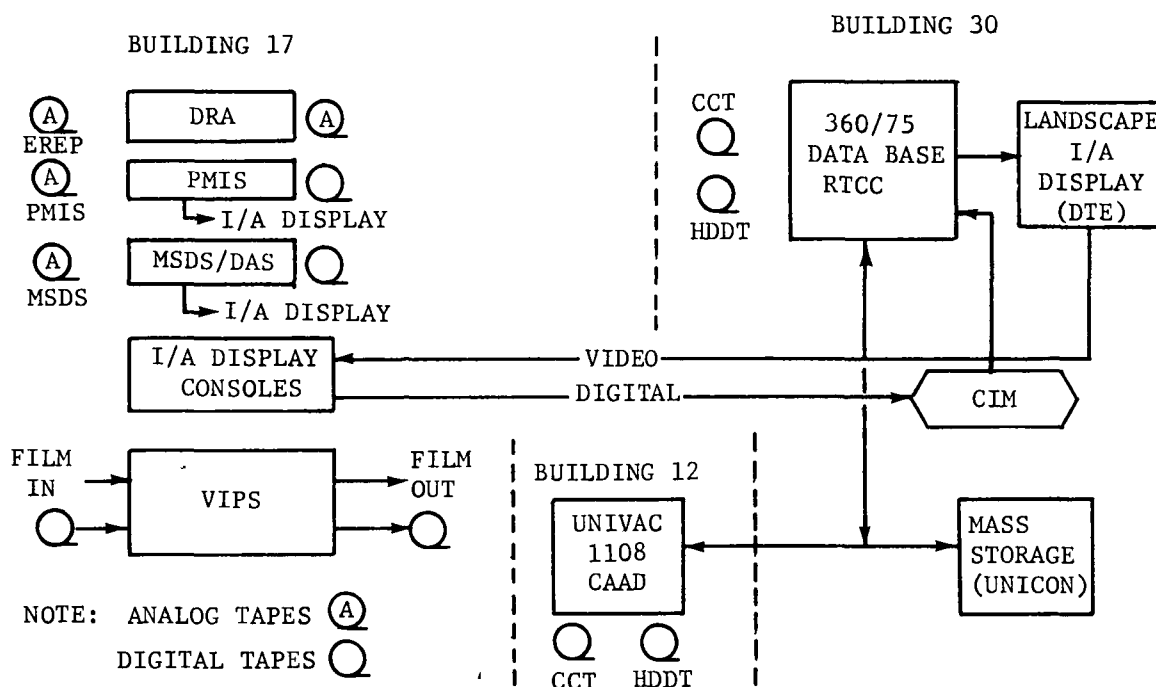 BUILDING 17
A
EREP
DRA
A
A
PMIS
PMIS
I/A DISPLAY
A
MSDS
MSDS/DAS
I/A DISPLAY
I/A DISPLAY
CONSOLES
VIDEO
DIGITAL
FILM
IN
VIPS
FILM
OUT
NOTE: ANALOG TAPES A
DIGITAL TAPES
BUILDING 12
UNIVAC
1108
CAAD
CCT
HDDT
BUILDING 30
CCT
HDDT
360/75
DATA BASE
RTCC
LANDSCAPE
I/A
DISPLAY
(DTE)
CIM
MASS
STORAGE
(UNICON)